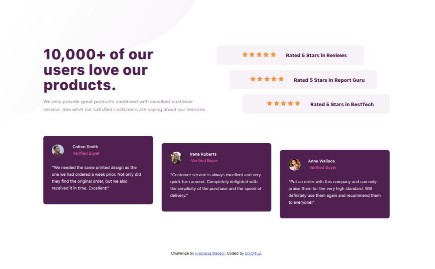 10,000+ of our
users love our
products.
We only provide great products combined with excellent customer
service. See what our satisfied customers are saying about our services.
Rated 5 Stars in Reviews
Rated 5 Stars in Report Guru
Rated 5 Stars in BestTech
Colton Smith
Verified Buyer
"We needed the same printed design as the
one we had ordered a week prior. Not only did
they find the original order, but we also
received it in time. Excellent!"
Irene Roberts
Verified Buyer
"Customer service is always excellent and very
quick turn around. Completely delighted with
the simplicity of the purchase and the speed of
delivery."
Anne Wallace
Verified Buyer
"Put an order with this company and can only
praise them for the very high standard. Will
definitely use them again and recommend them
to everyone!"
Challenge by Frontend Mentor. Coded by